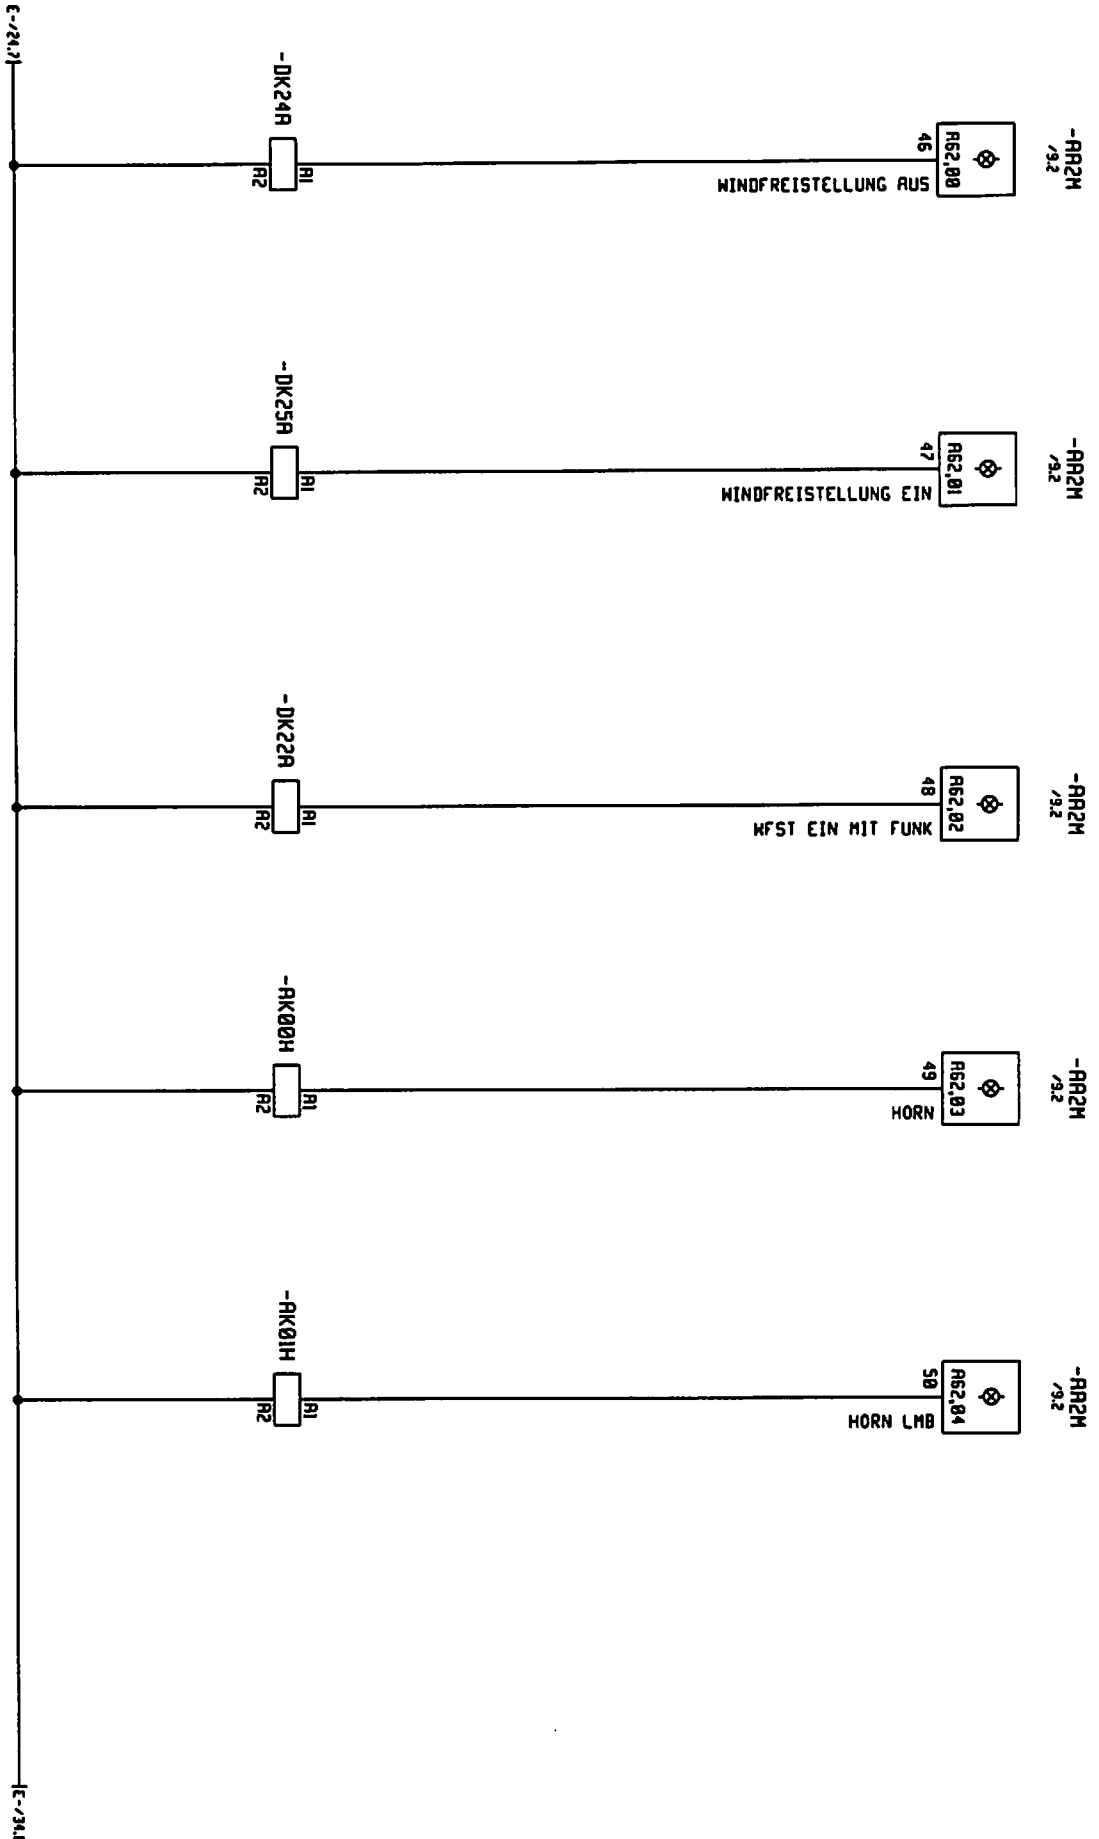 -AA2M
/9.2
A62,00
46
WINDFREISTELLUNG AUS
-DK24A
A1
A2
-AA2M
/9.2
A62,01
47
WINDFREISTELLUNG EIN
-DK25A
A1
A2
-AA2M
/9.2
A62,02
48
WFST EIN MIT FUNK
-DK22A
A1
A2
-AA2M
/9.2
A62,03
49
HORN
-AK00H
A1
A2
-AA2M
/9.2
A62,04
50
HORN LMB
-AK01H
A1
A2
E-/24.7
E-/34.1